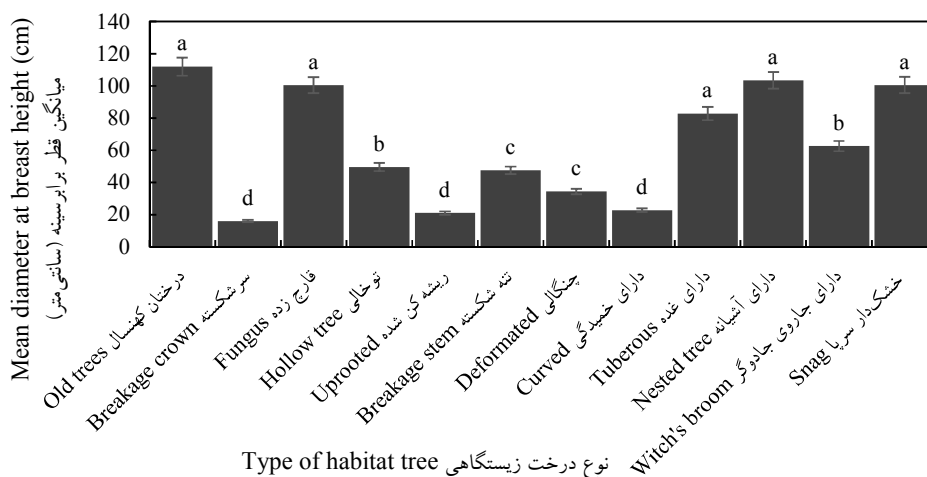 Mean diameter at breast height (cm)
میانگین قطر برابرسینه (سانتی‌متر)
140
120
100
80
60
40
20
0
a
d
a
b
d
c
c
d
a
a
b
a
درختان کهنسال Old trees
سرشکسته Breakage crown
قارچ زده Fungus
توخالی Hollow tree
ریشه کن شده Uprooted
تنه شکسته Breakage stem
چنگالی Deformated
دارای خمیدگی Curved
دارای غده Tuberous
دارای آشیانه Nested tree
دارای جاروی جادوگر Witch's broom
خشک‌دار سرپا Snag
نوع درخت زیستگاهی Type of habitat tree